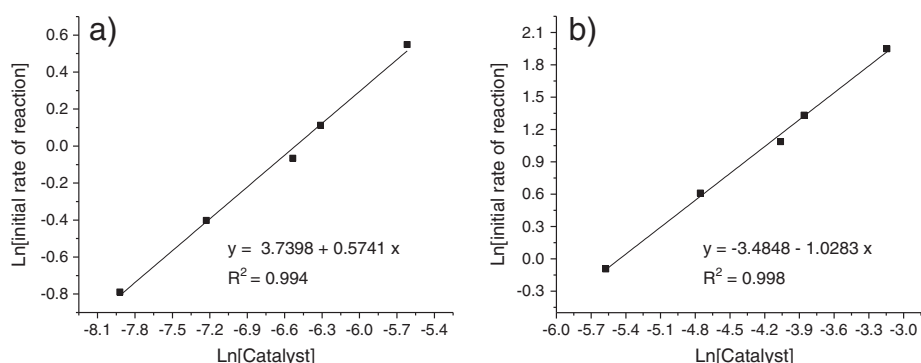 a)
Ln[initial rate of reaction]
0.6
0.4
0.2
0.0
-0.2
-0.4
-0.6
-0.8
y = 3.7398 + 0.5741 x
R² = 0.994
-8.1 -7.8 -7.5 -7.2 -6.9 -6.6 -6.3 -6.0 -5.7 -5.4
Ln[Catalyst]
b)
Ln[initial rate of reaction]
2.1
1.8
1.5
1.2
0.9
0.6
0.3
0.0
-0.3
y = -3.4848 - 1.0283 x
R² = 0.998
-6.0 -5.7 -5.4 -5.1 -4.8 -4.5 -4.2 -3.9 -3.6 -3.3 -3.0
Ln[Catalyst]